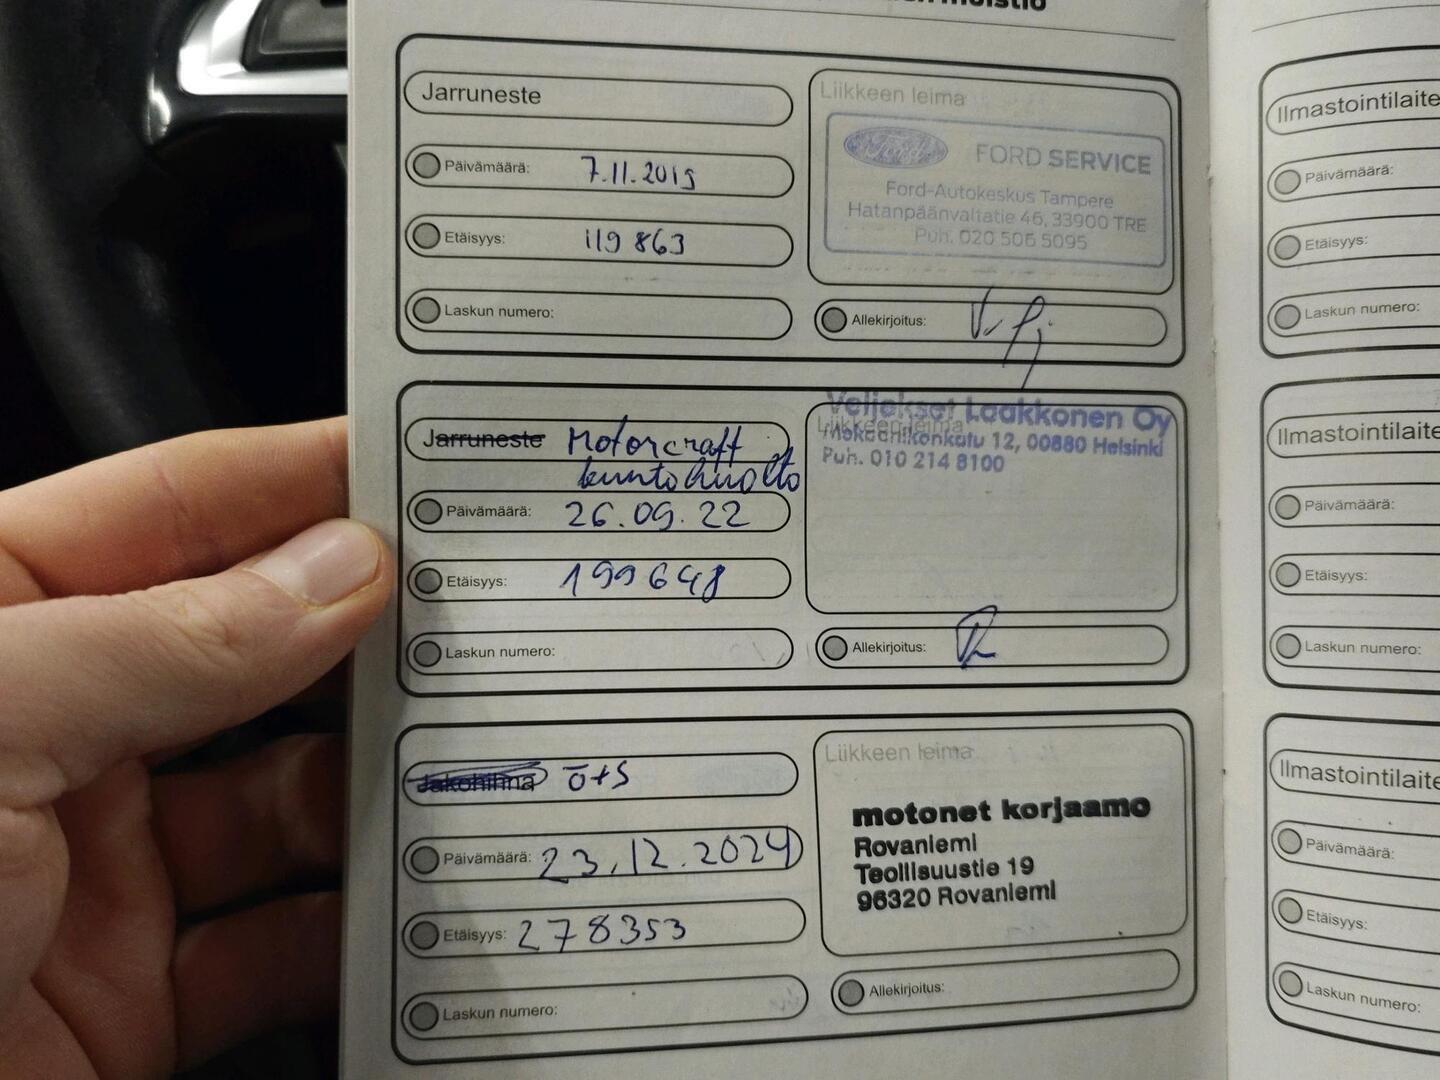 Jarruneste
Liikkeen leima
Päivämäärä: 7.11.2019
Ford
FORD SERVICE
Ford-Autokeskus Tampere
Hatanpäänvaltatie 46, 33900 TRE
Puh. 020 506 5095
Etäisyys: 119 863
Laskun numero:
Allekirjoitus:
Jarruneste Motorcraft
kuntohuolto
Liikkeen leima
Veljekset Laakkonen Oy
Mekaanikonkatu 12, 00880 Helsinki
Puh. 010 214 8100
Päivämäärä: 26.09.22
Etäisyys: 199648
Laskun numero:
Allekirjoitus:
Jakohihna ö+s
Liikkeen leima
motonet korjaamo
Rovaniemi
Teollisuustie 19
96320 Rovaniemi
Päivämäärä: 23.12.2024
Etäisyys: 278353
Laskun numero:
Allekirjoitus:
Ilmastointilaite
Päivämäärä:
Etäisyys:
Laskun numero:
Ilmastointilaite
Päivämäärä:
Etäisyys:
Laskun numero:
Ilmastointilaite
Päivämäärä:
Etäisyys:
Laskun numero: